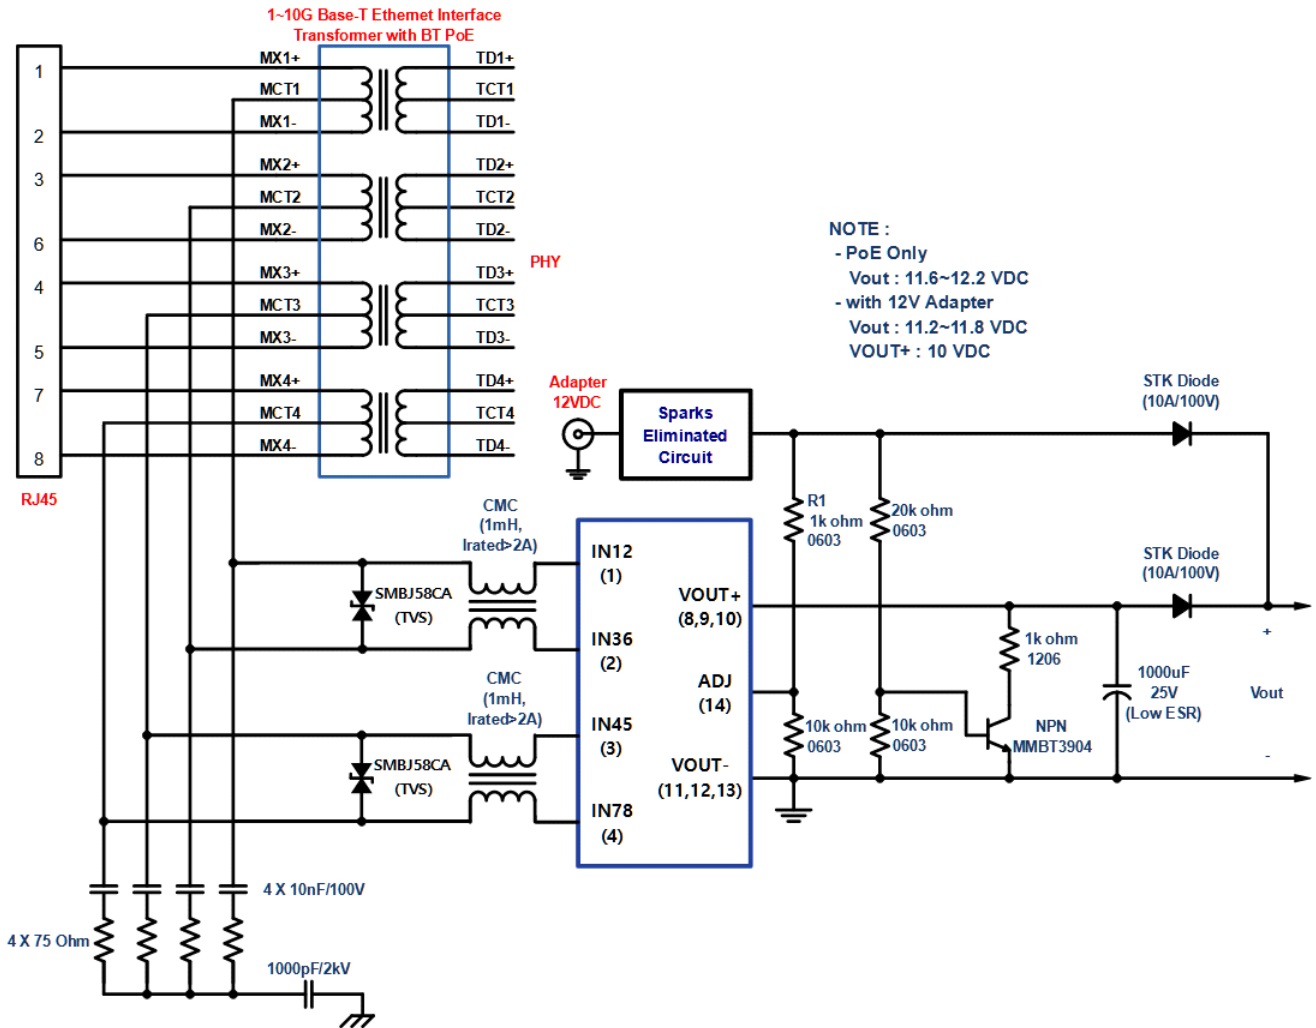 1~10G Base-T Ethernet Interface
Transformer with BT PoE
1
2
3
6
4
5
7
8
RJ45
MX1+
MCT1
MX1-
MX2+
MCT2
MX2-
MX3+
MCT3
MX3-
MX4+
MCT4
MX4-
TD1+
TCT1
TD1-
TD2+
TCT2
TD2-
TD3+
TCT3
TD3-
TD4+
TCT4
TD4-
PHY
NOTE :
- PoE Only
Vout : 11.6~12.2 VDC
- with 12V Adapter
Vout : 11.2~11.8 VDC
VOUT+ : 10 VDC
Adapter
12VDC
Sparks
Eliminated
Circuit
STK Diode
(10A/100V)
R1
1k ohm
0603
20k ohm
0603
CMC
(1mH,
Irated>2A)
SMBJ58CA
(TVS)
CMC
(1mH,
Irated>2A)
SMBJ58CA
(TVS)
IN12
(1)
IN36
(2)
IN45
(3)
IN78
(4)
VOUT+
(8,9,10)
ADJ
(14)
VOUT-
(11,12,13)
STK Diode
(10A/100V)
1k ohm
1206
1000uF
25V
(Low ESR)
+
Vout
-
10k ohm
0603
10k ohm
0603
NPN
MMBT3904
4 X 10nF/100V
4 X 75 Ohm
1000pF/2kV